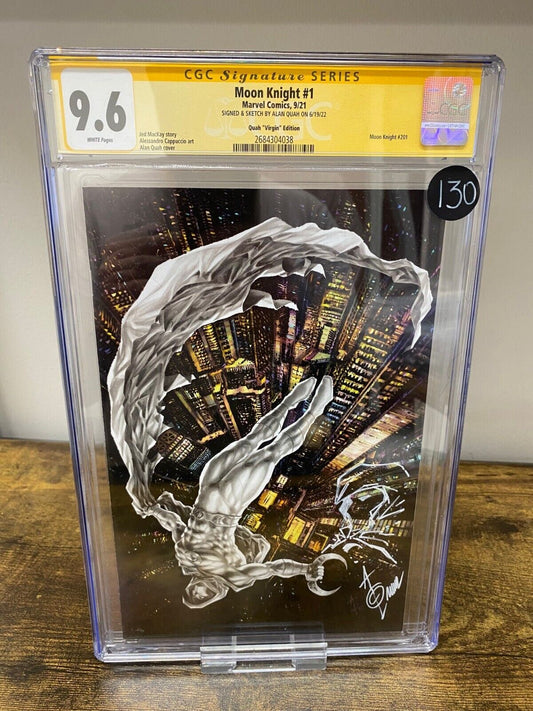 CGC Signature SERIES
9.6
WHITE Pages
Moon Knight #1
Marvel Comics, 9/21
SIGNED & SKETCH BY ALAN QUAH ON 6/19/22
Quah "Virgin" Edition
2684304038
Jed MacKay story
Alessandro Cappuccio art
Alan Quah cover
Moon Knight #201
CGC
130